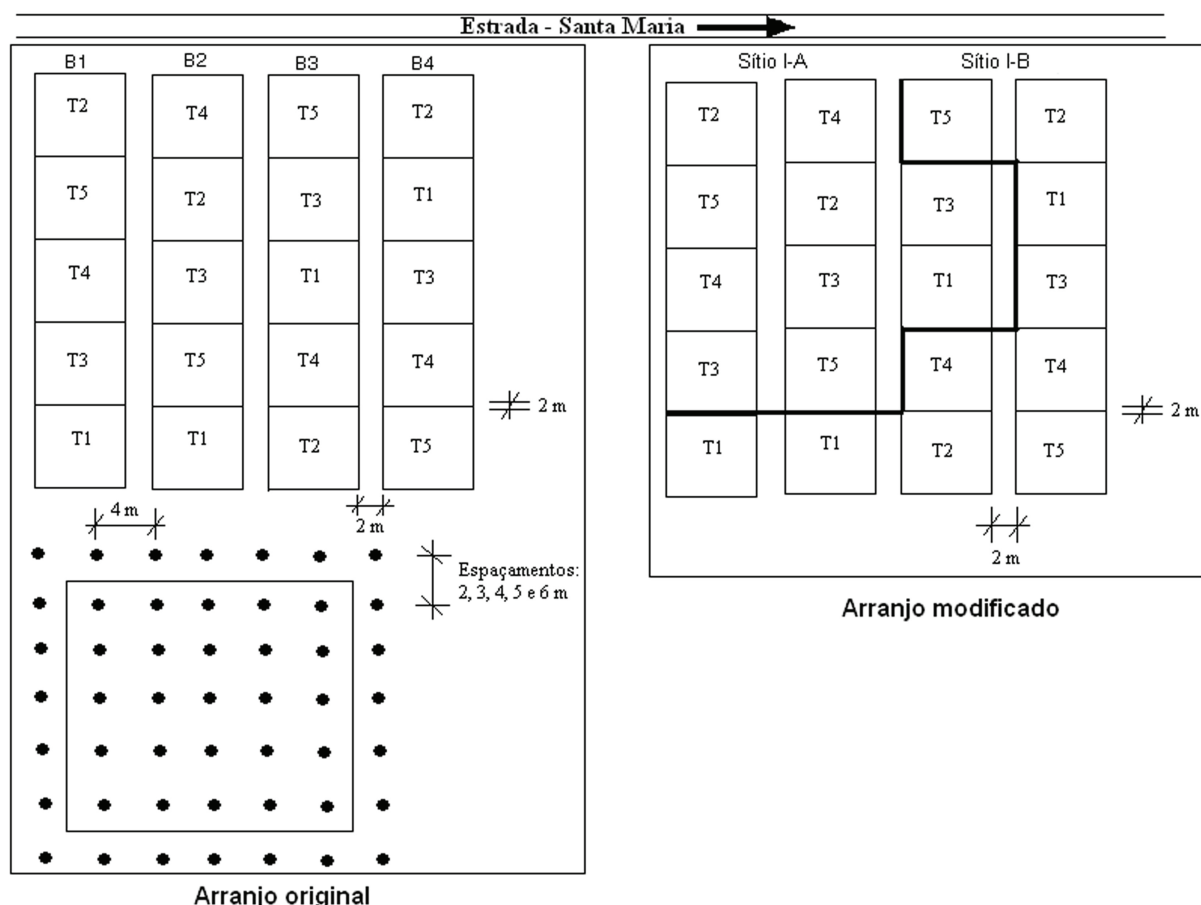 Estrada - Santa Maria
B1 B2 B3 B4
T2 T4 T5 T2
T5 T2 T3 T1
T4 T3 T1 T3
T3 T5 T4 T4
2 m
T1 T1 T2 T5
4 m
2 m
Espaçamentos:
2, 3, 4, 5 e 6 m
Arranjo original
Sítio I-A Sítio I-B
T2 T4 T5 T2
T5 T2 T3 T1
T4 T3 T1 T3
T3 T5 T4 T4
2 m
T1 T1 T2 T5
2 m
Arranjo modificado